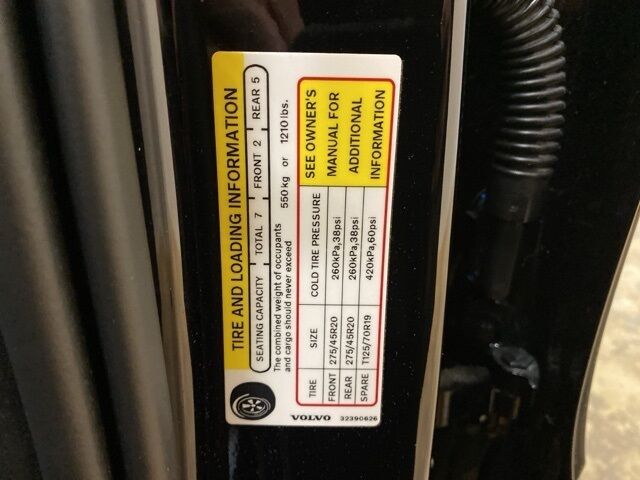 TIRE AND LOADING INFORMATION
SEATING CAPACITY TOTAL 7 FRONT 2 REAR 5
The combined weight of occupants
and cargo should never exceed 550 kg or 1210 lbs.
TIRE SIZE COLD TIRE PRESSURE
FRONT 275/45R20 260kPa,38psi
REAR 275/45R20 260kPa,38psi
SPARE T125/70R19 420kPa,60psi
SEE OWNER'S
MANUAL FOR
ADDITIONAL
INFORMATION
VOLVO
32390626